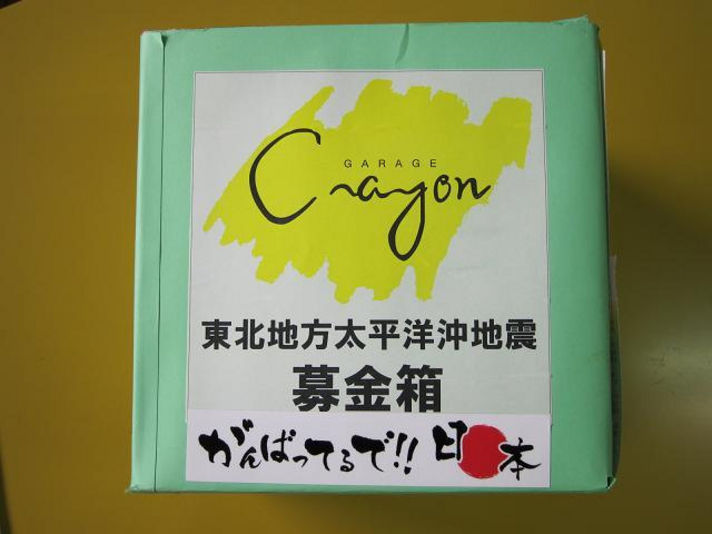 GARAGE
Crayon
東北地方太平洋沖地震
募金箱
がんばってるで!! 日本